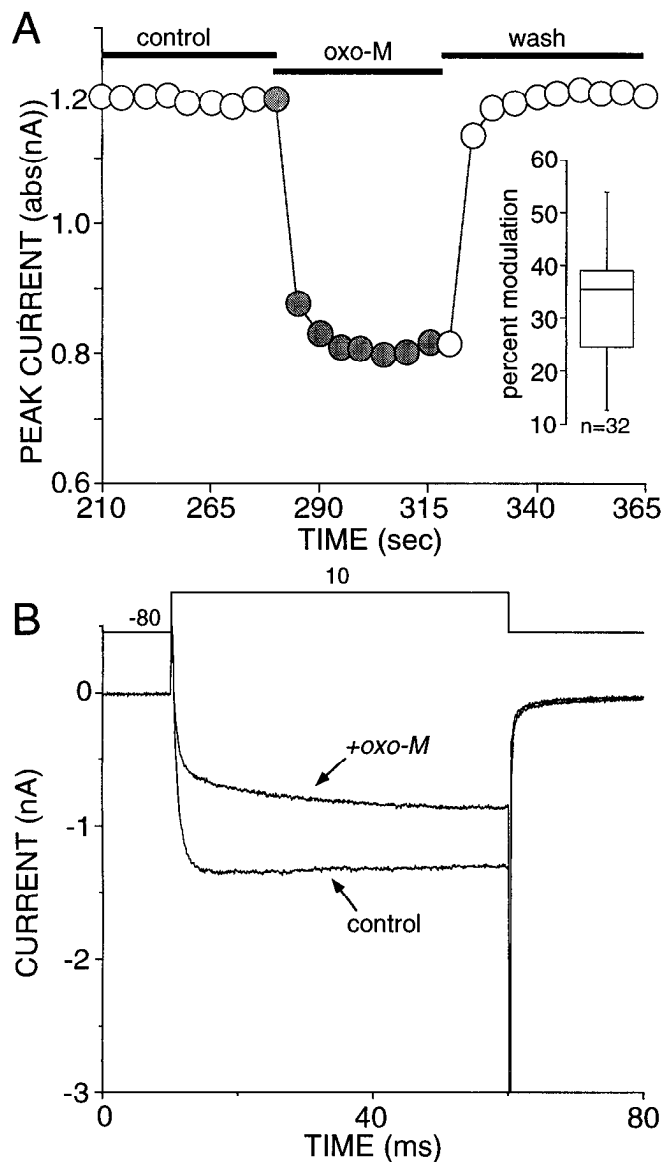 A
control
oxo-M
wash
PEAK CURRENT (abs(nA))
1.2
1.0
0.8
0.6
percent modulation
60
50
40
30
20
10
n=32
210
265
290
315
340
365
TIME (sec)
B
-80
10
0
-1
-2
-3
CURRENT (nA)
+oxo-M
control
0
40
80
TIME (ms)